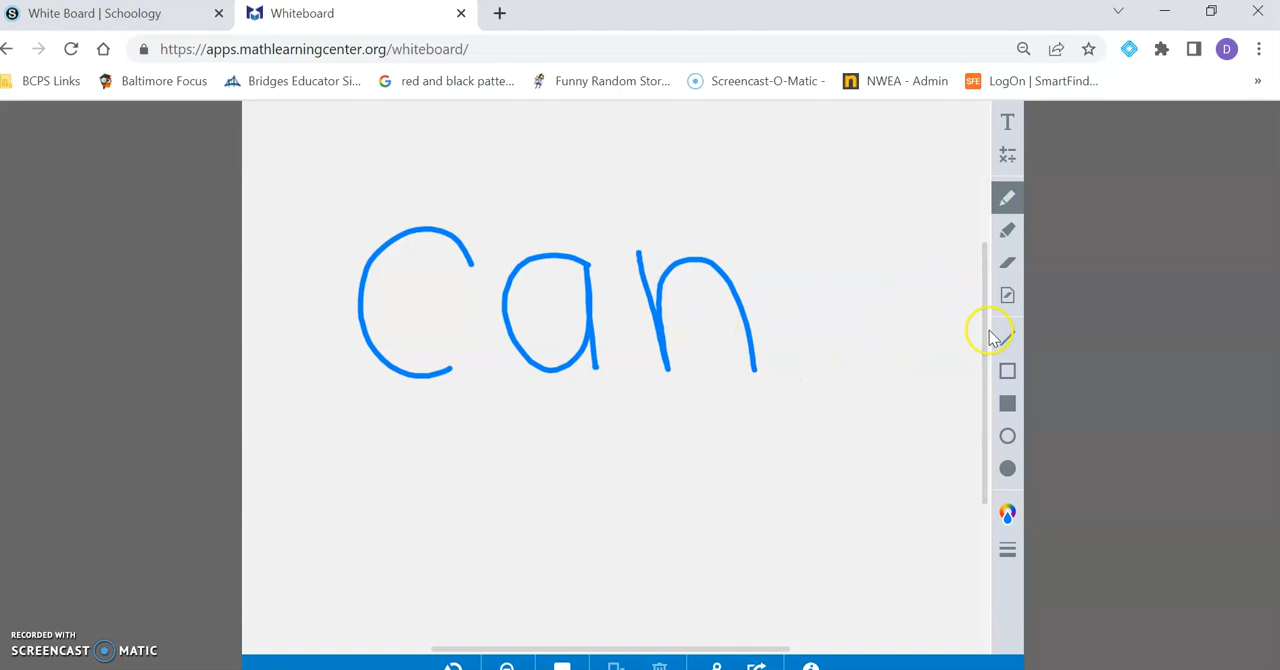 White Board | Schoology
Whiteboard
https://apps.mathlearningcenter.org/whiteboard/
D
BCPS Links
Baltimore Focus
Bridges Educator Si...
red and black patte...
Funny Random Stor...
Screencast-O-Matic -
NWEA - Admin
SFE
LogOn | SmartFind...
»
T
Can
RECORDED WITH
SCREENCAST MATIC